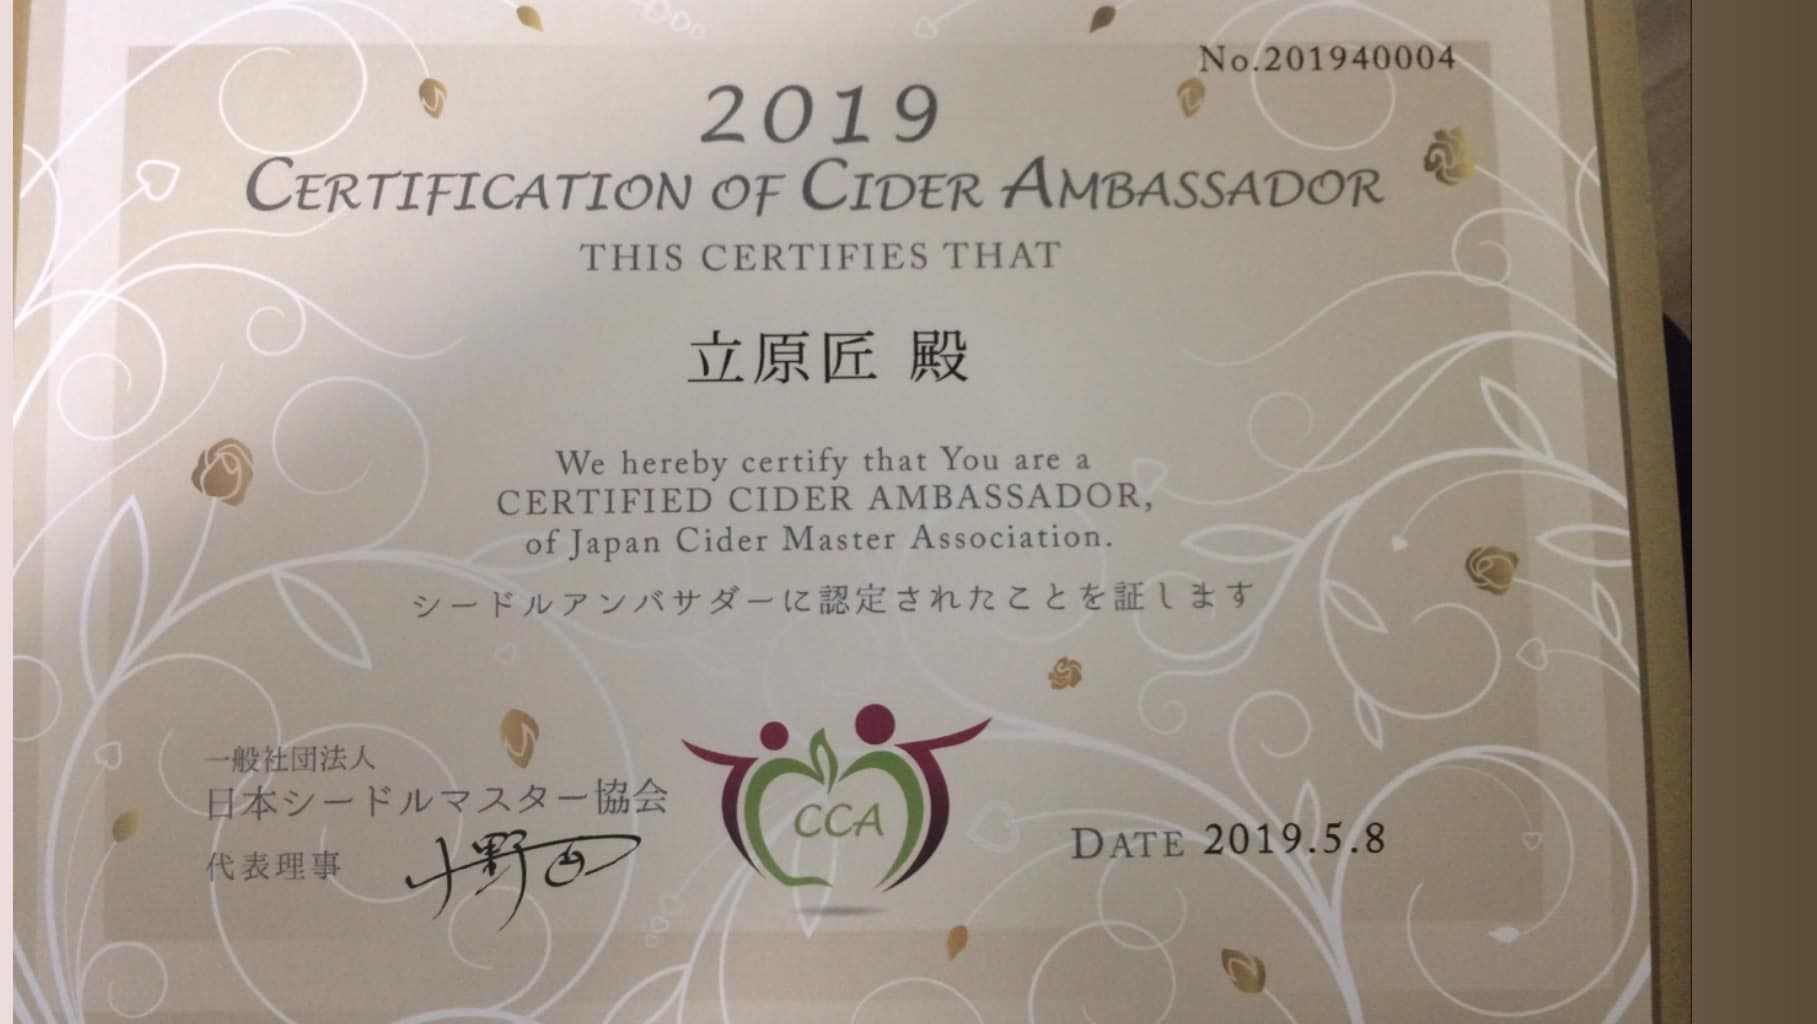 No.201940004
2019
CERTIFICATION OF CIDER AMBASSADOR
THIS CERTIFIES THAT
立原匠 殿
We hereby certify that You are a
CERTIFIED CIDER AMBASSADOR,
of Japan Cider Master Association.
シードルアンバサダーに認定されたことを証します
一般社団法人
日本シードルマスター協会
代表理事
CCA
DATE 2019.5.8